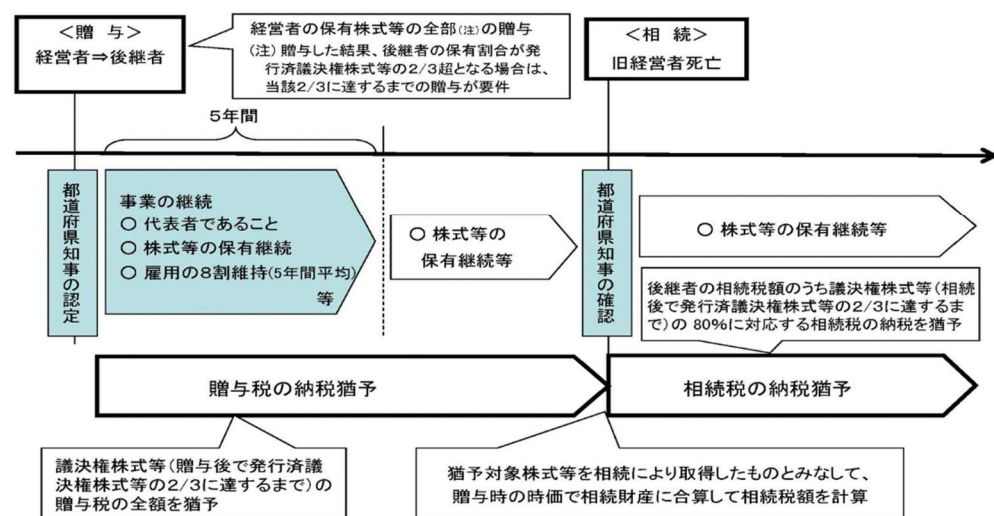 ＜贈 与＞
経営者⇒後継者
経営者の保有株式等の全部(注)の贈与
(注) 贈与した結果、後継者の保有割合が発
行済議決権株式等の2/3超となる場合は、
当該2/3に達するまでの贈与が要件
＜相 続＞
旧経営者死亡
5年間
都道府県知事の認定
事業の継続
○ 代表者であること
○ 株式等の保有継続
○ 雇用の8割維持(5年間平均)
等
○ 株式等の
保有継続等
都道府県知事の確認
○ 株式等の保有継続等
後継者の相続税額のうち議決権株式等(相続
後で発行済議決権株式等の2/3に達するま
で)の 80%に対応する相続税の納税を猶予
贈与税の納税猶予
相続税の納税猶予
議決権株式等(贈与後で発行済議
決権株式等の2/3に達するまで)の
贈与税の全額を猶予
猶予対象株式等を相続により取得したものとみなして、
贈与時の時価で相続財産に合算して相続税額を計算